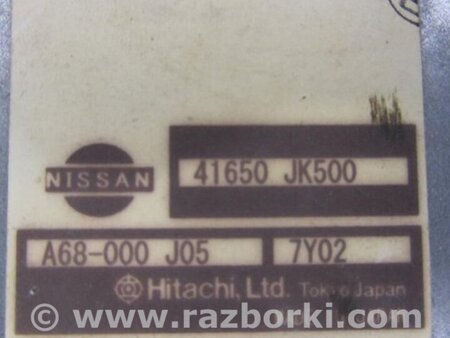 NISSAN
41650 JK500
A68-000 J05
7Y02
Hitachi, Ltd. Tokyo Japan
© www.razborki.com